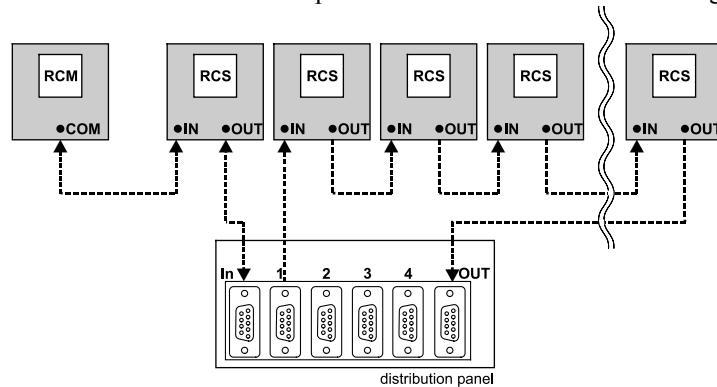 RCM RCS RCS RCS RCS RCS
COM IN OUT IN OUT IN OUT IN OUT IN OUT
In 1 2 3 4 OUT
distribution panel